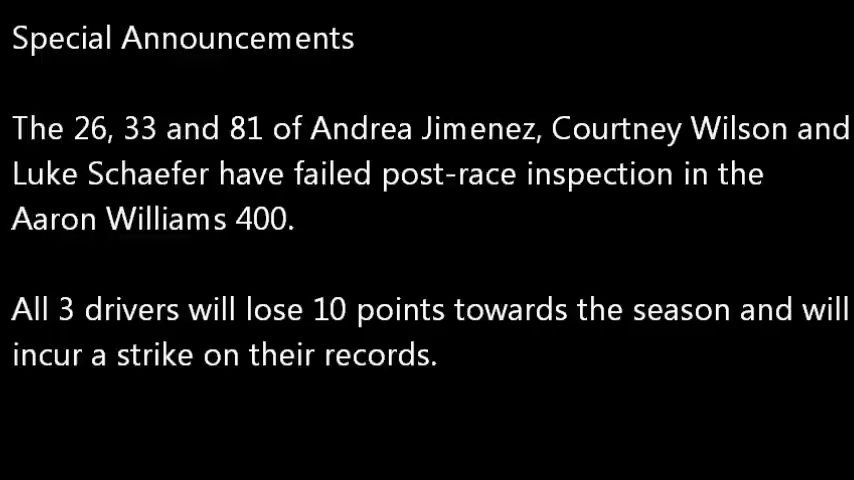 Special Announcements
The 26, 33 and 81 of Andrea Jimenez, Courtney Wilson and
Luke Schaefer have failed post-race inspection in the
Aaron Williams 400.
All 3 drivers will lose 10 points towards the season and will
incur a strike on their records.